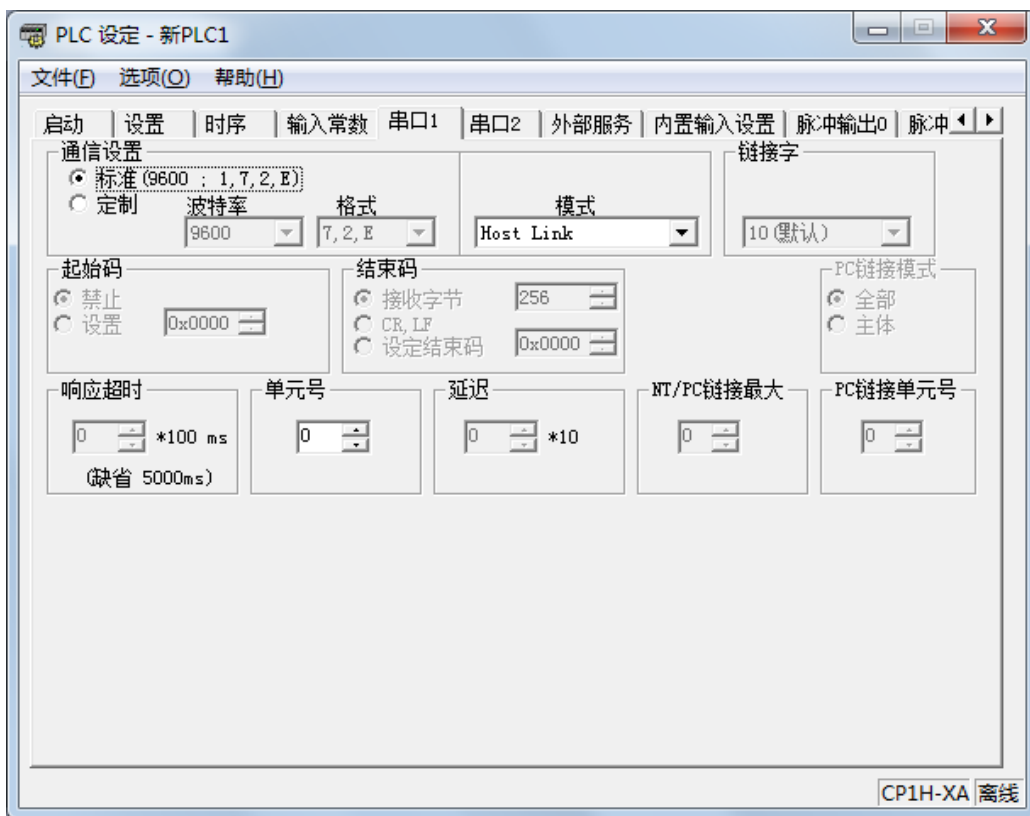 PLC 设定 - 新PLC1
文件(F) 选项(O) 帮助(H)
启动 设置 时序 输入常数 串口1 串口2 外部服务 内置输入设置 脉冲输出0 脉冲
通信设置 链接字
标准(9600 ; 1,7,2,E)
定制 波特率 格式 模式
9600 7,2,E Host Link 10(默认)
起始码 结束码 PC链接模式
禁止 接收字节 256 全部
设置 0x0000 CR,LF 主体
设定结束码 0x0000
响应超时 单元号 延迟 NT/PC链接最大 PC链接单元号
0 *100 ms 0 0 *10 0 0
(缺省 5000ms)
CP1H-XA 离线